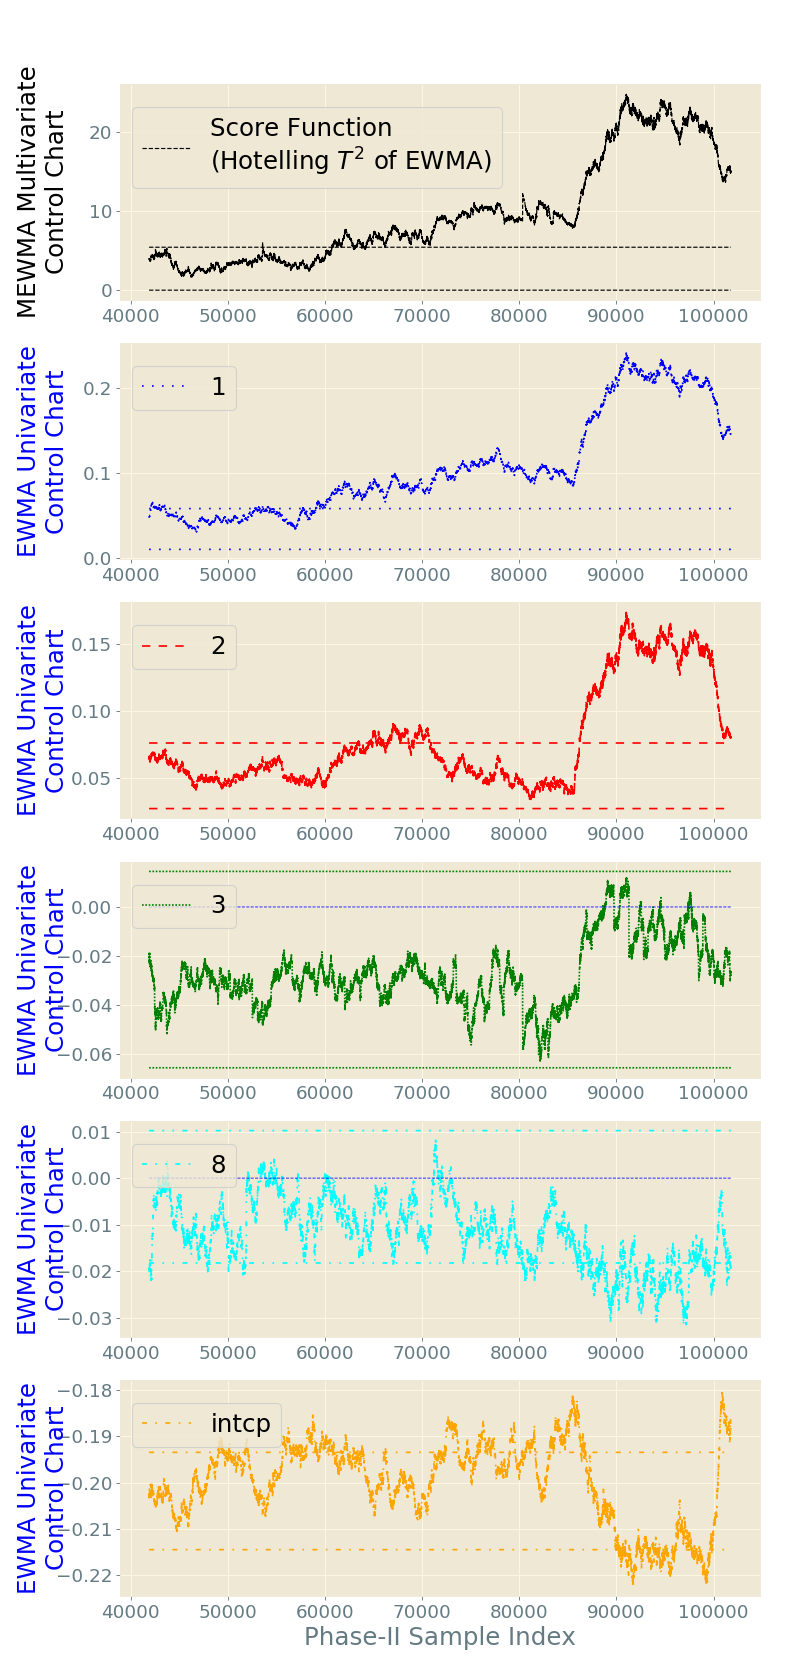 MEWMA Multivariate
Control Chart
Score Function
(Hotelling T² of EWMA)
20
10
0
40000 50000 60000 70000 80000 90000 100000
EWMA Univariate
Control Chart
1
0.2
0.1
0.0
40000 50000 60000 70000 80000 90000 100000
EWMA Univariate
Control Chart
2
0.15
0.10
0.05
40000 50000 60000 70000 80000 90000 100000
EWMA Univariate
Control Chart
3
0.00
−0.02
−0.04
−0.06
40000 50000 60000 70000 80000 90000 100000
EWMA Univariate
Control Chart
8
0.01
0.00
−0.01
−0.02
−0.03
40000 50000 60000 70000 80000 90000 100000
EWMA Univariate
Control Chart
intcp
−0.18
−0.19
−0.20
−0.21
−0.22
40000 50000 60000 70000 80000 90000 100000
Phase-II Sample Index